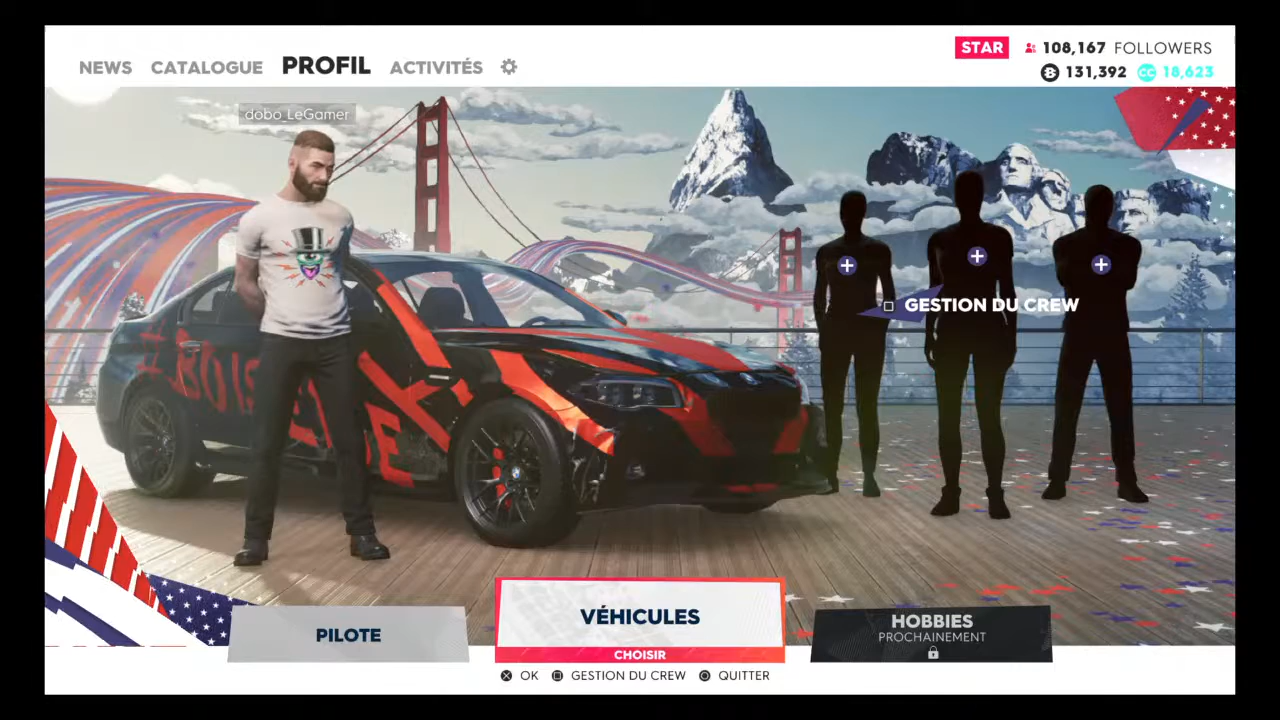 STAR 108,167 FOLLOWERS
NEWS CATALOGUE PROFIL ACTIVITÉS
131,392 CC 18,623
dobo_LeGamer
GESTION DU CREW
PILOTE
VÉHICULES
CHOISIR
HOBBIES
PROCHAINEMENT
OK GESTION DU CREW QUITTER